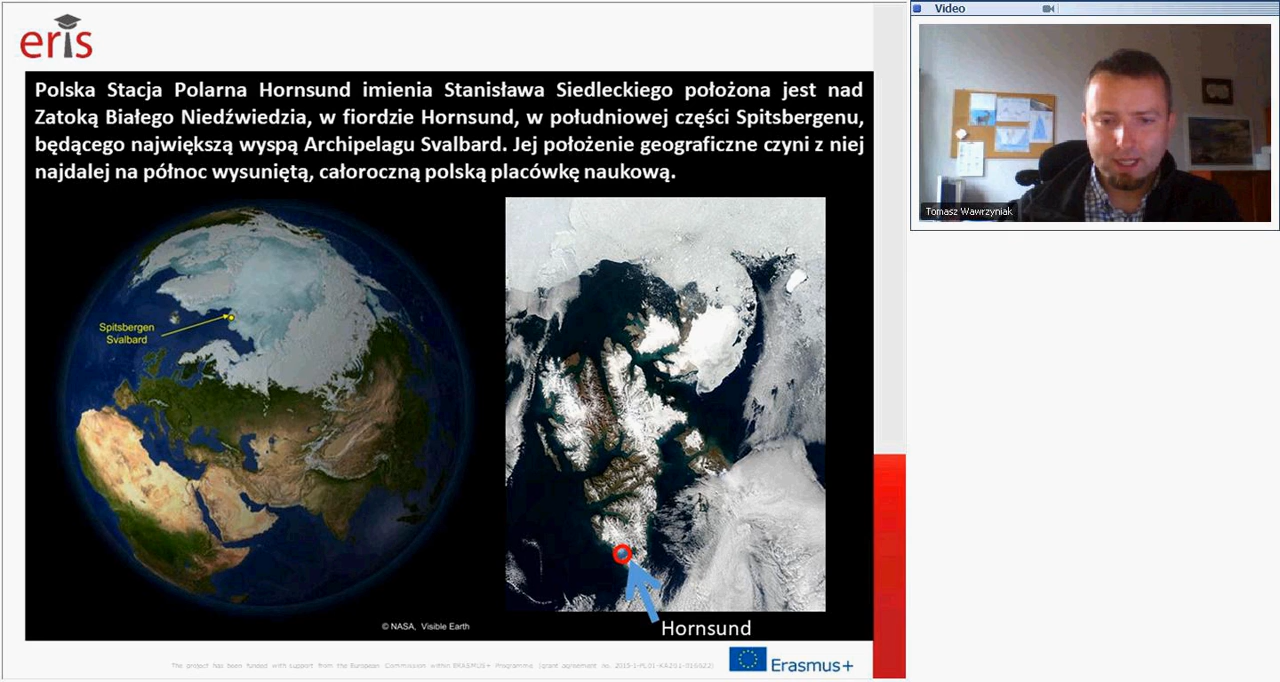 eris
Polska Stacja Polarna Hornsund imienia Stanisława Siedleckiego położona jest nad
Zatoką Białego Niedźwiedzia, w fiordzie Hornsund, w południowej części Spitsbergenu,
będącego największą wyspą Archipelagu Svalbard. Jej położenie geograficzne czyni z niej
najdalej na północ wysuniętą, całoroczną polską placówkę naukową.
Spitsbergen
Svalbard
© NASA, Visible Earth
Hornsund
The project has been funded with support from the European Commission within ERASMUS+ Programme (grant agreement no. 2015-1-PL01-KA201-016622)
Erasmus+
Video
Tomasz Wawrzyniak